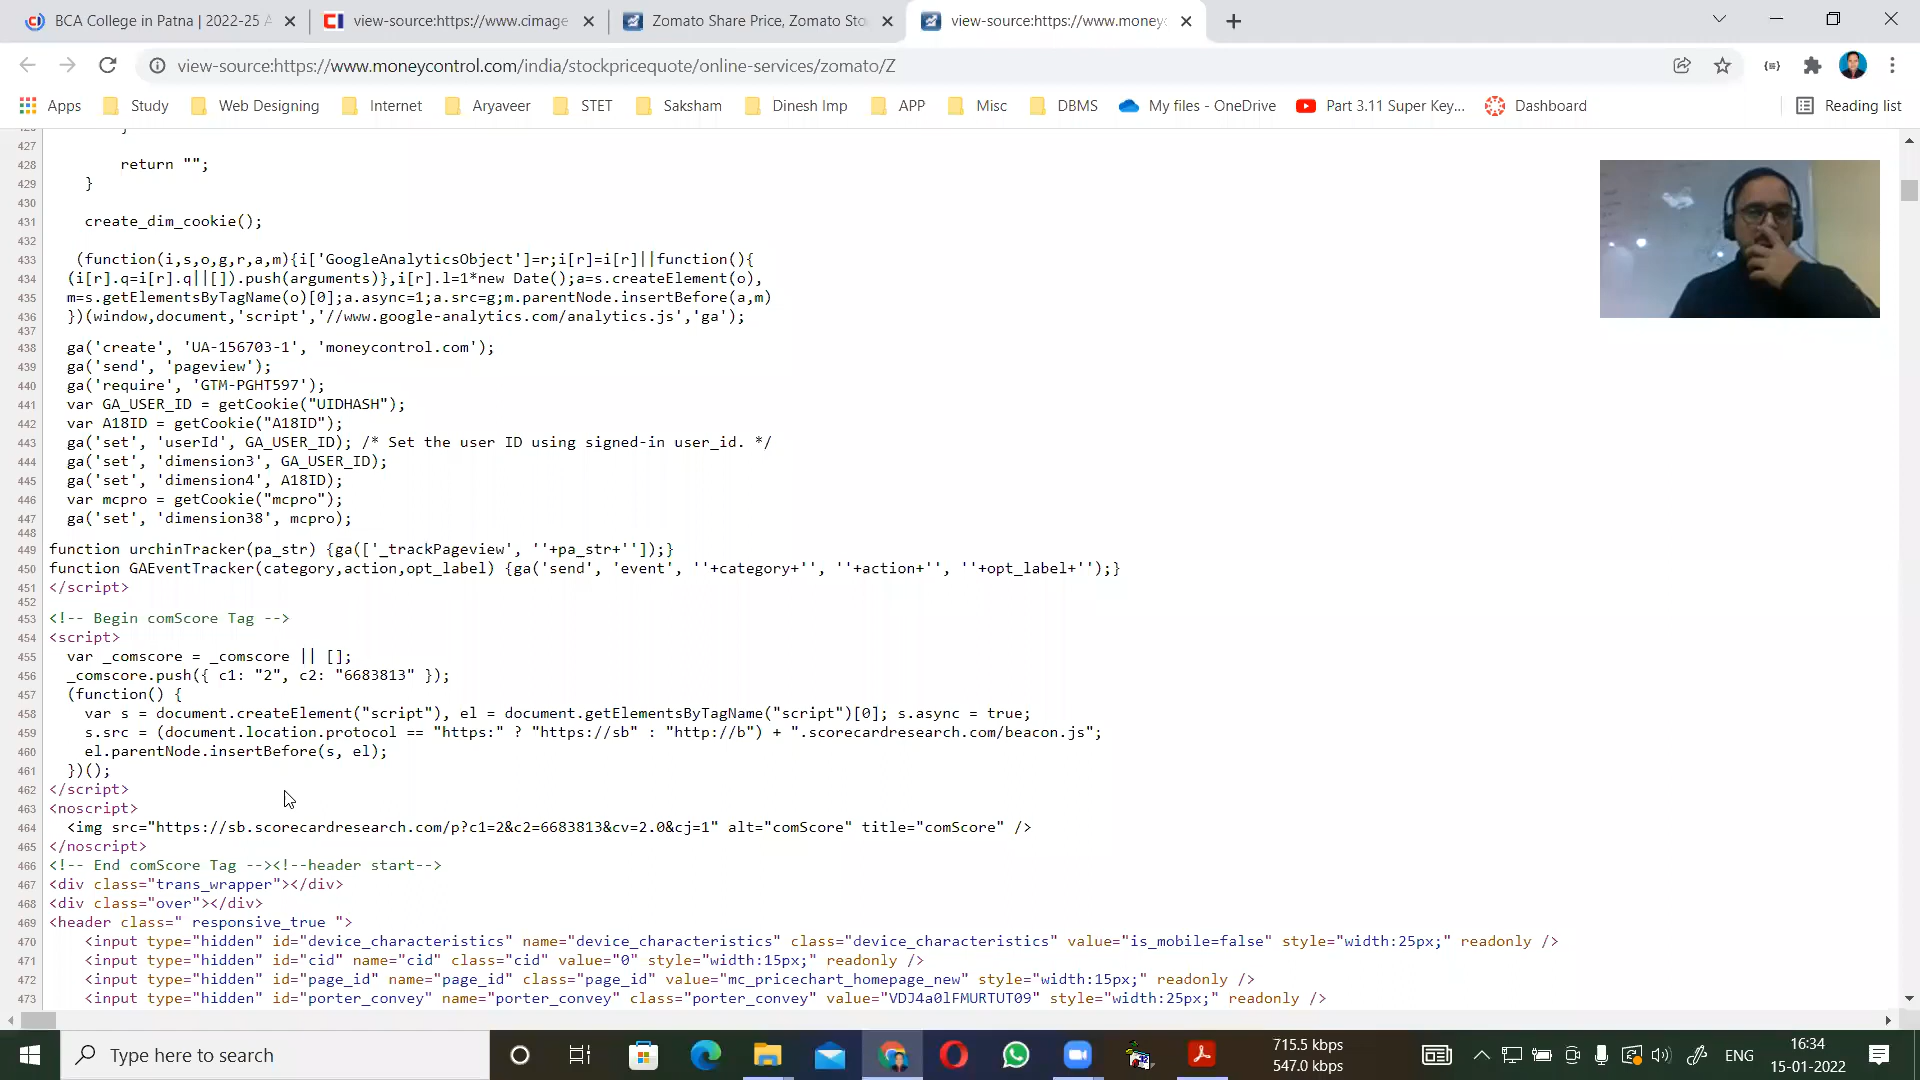 BCA College in Patna | 2022-25 A
view-source:https://www.cimage
Zomato Share Price, Zomato Sto
view-source:https://www.money
view-source:https://www.moneycontrol.com/india/stockpricequote/online-services/zomato/Z
Apps Study Web Designing Internet Aryaveer STET Saksham Dinesh Imp APP Misc DBMS My files - OneDrive Part 3.11 Super Key... Dashboard Reading list
427
428 return "";
429 }
430
431 create_dim_cookie();
432
433 (function(i,s,o,g,r,a,m){i['GoogleAnalyticsObject']=r;i[r]=i[r]||function(){
434 (i[r].q=i[r].q||[]).push(arguments)},i[r].l=1*new Date();a=s.createElement(o),
435 m=s.getElementsByTagName(o)[0];a.async=1;a.src=g;m.parentNode.insertBefore(a,m)
436 })(window,document,'script','//www.google-analytics.com/analytics.js','ga');
437
438 ga('create', 'UA-156703-1', 'moneycontrol.com');
439 ga('send', 'pageview');
440 ga('require', 'GTM-PGHT597');
441 var GA_USER_ID = getCookie("UIDHASH");
442 var A18ID = getCookie("A18ID");
443 ga('set', 'userId', GA_USER_ID); /* Set the user ID using signed-in user_id. */
444 ga('set', 'dimension3', GA_USER_ID);
445 ga('set', 'dimension4', A18ID);
446 var mcpro = getCookie("mcpro");
447 ga('set', 'dimension38', mcpro);
448
449 function urchinTracker(pa_str) {ga(['_trackPageview', ''+pa_str+'']);}
450 function GAEventTracker(category,action,opt_label) {ga('send', 'event', ''+category+'', ''+action+'', ''+opt_label+'');}
451 </script>
452
453 <!-- Begin comScore Tag -->
454 <script>
455 var _comscore = _comscore || [];
456 _comscore.push({ c1: "2", c2: "6683813" });
457 (function() {
458 var s = document.createElement("script"), el = document.getElementsByTagName("script")[0]; s.async = true;
459 s.src = (document.location.protocol == "https:" ? "https://sb" : "http://b") + ".scorecardresearch.com/beacon.js";
460 el.parentNode.insertBefore(s, el);
461 })();
462 </script>
463 <noscript>
464 <img src="https://sb.scorecardresearch.com/p?c1=2&c2=6683813&cv=2.0&cj=1" alt="comScore" title="comScore" />
465 </noscript>
466 <!-- End comScore Tag --><!--header start-->
467 <div class="trans_wrapper"></div>
468 <div class="over"></div>
469 <header class=" responsive_true ">
470 <input type="hidden" id="device_characteristics" name="device_characteristics" class="device_characteristics" value="is_mobile=false" style="width:25px;" readonly />
471 <input type="hidden" id="cid" name="cid" class="cid" value="0" style="width:15px;" readonly />
472 <input type="hidden" id="page_id" name="page_id" class="page_id" value="mc_pricechart_homepage_new" style="width:15px;" readonly />
473 <input type="hidden" id="porter_convey" name="porter_convey" class="porter_convey" value="VDJ4a0lFMURTUT09" style="width:25px;" readonly />
Type here to search
715.5 kbps
547.0 kbps
ENG
16:34
15-01-2022